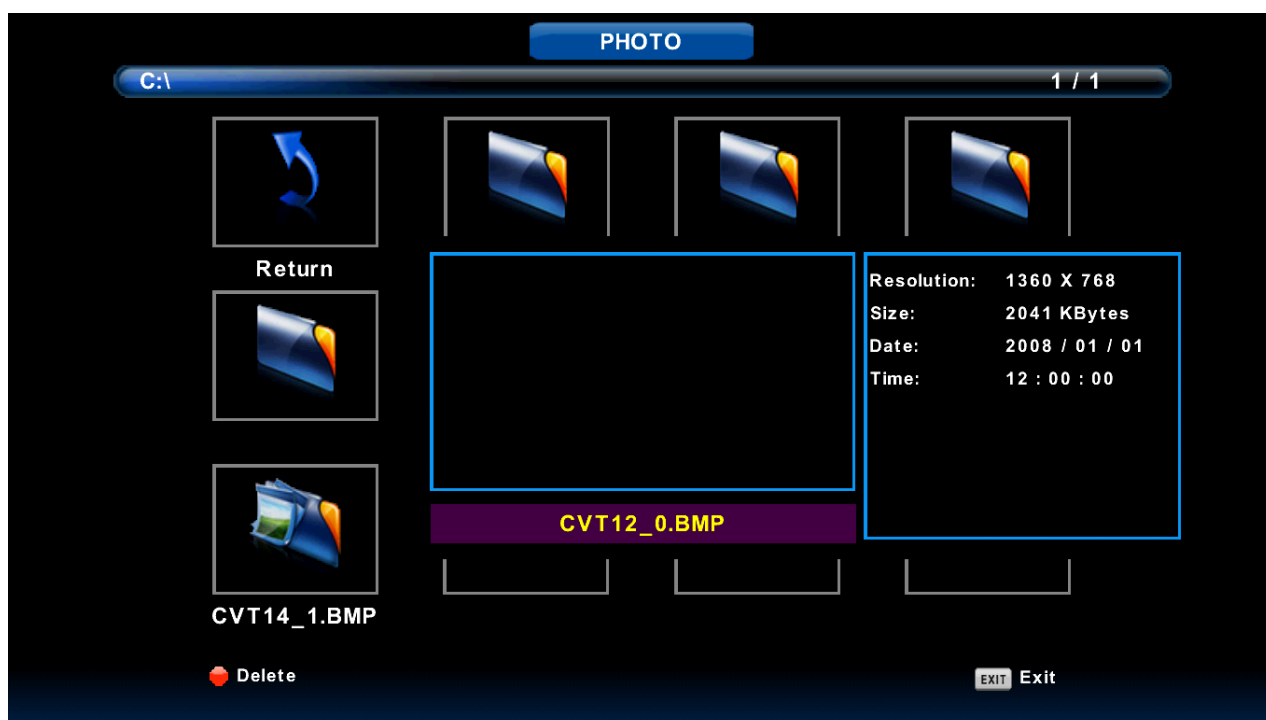 PHOTO
C:\ 1 / 1
Return
Resolution: 1360 X 768
Size: 2041 KBytes
Date: 2008 / 01 / 01
Time: 12 : 00 : 00
CVT12_0.BMP
CVT14_1.BMP
Delete EXIT Exit